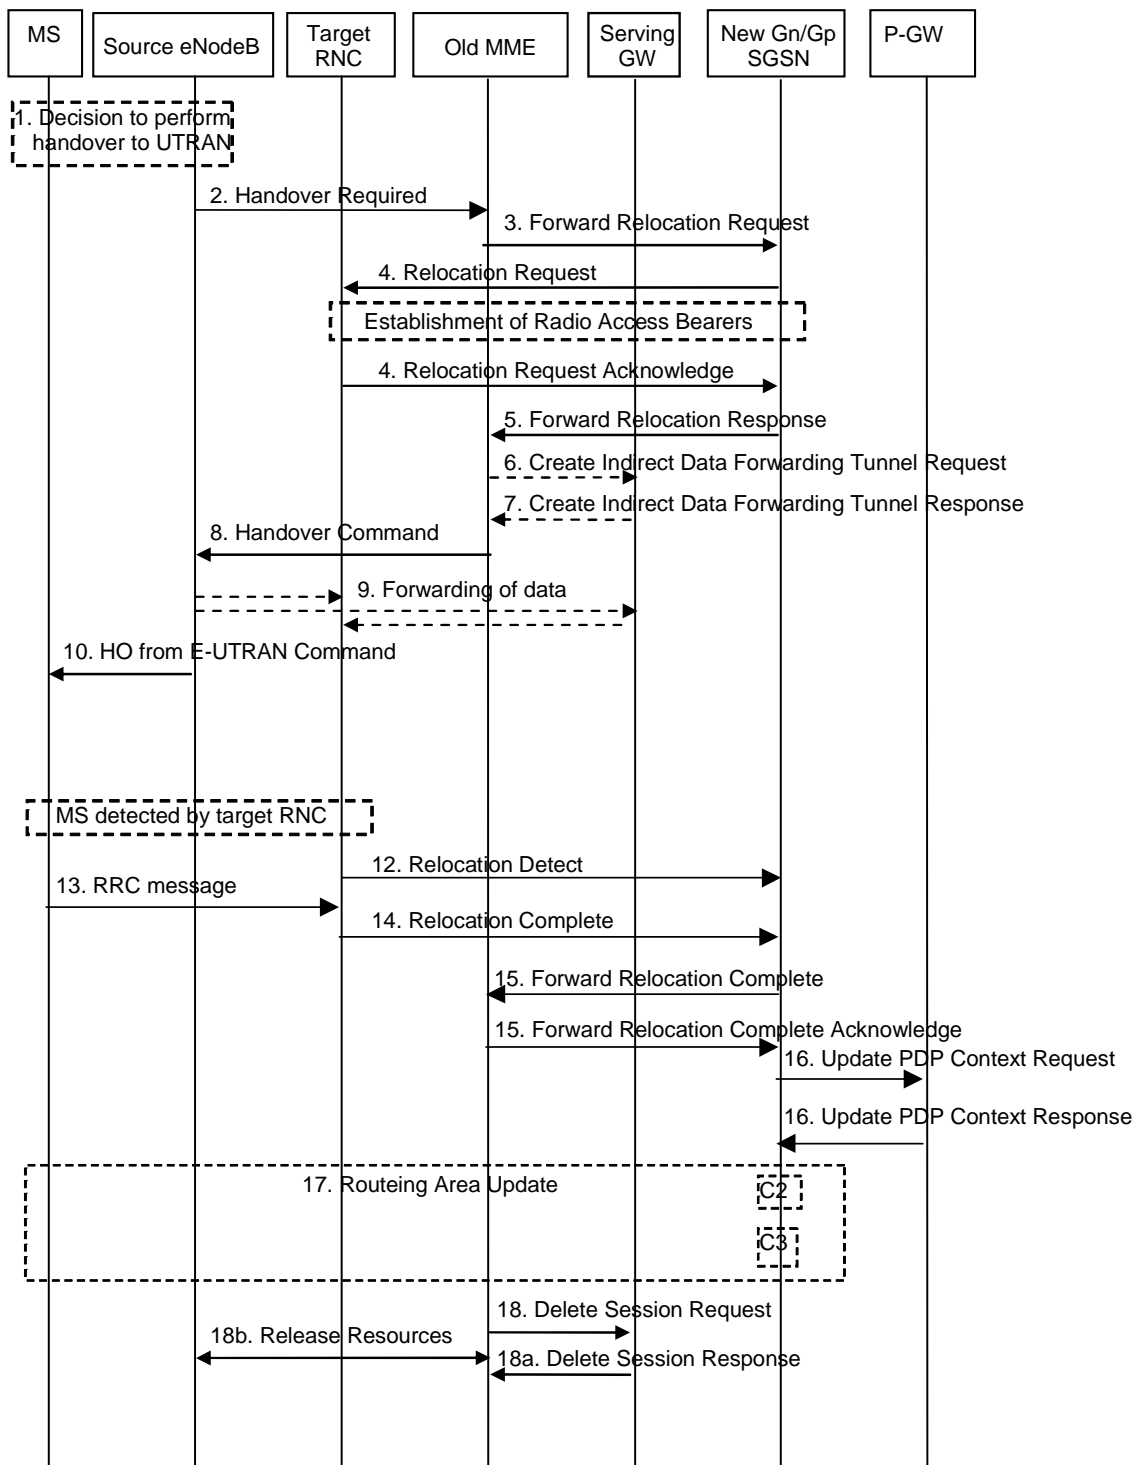 MS
Source eNodeB
Target
RNC
Old MME
Serving
GW
New Gn/Gp
SGSN
P-GW
1. Decision to perform
handover to UTRAN
2. Handover Required
3. Forward Relocation Request
4. Relocation Request
Establishment of Radio Access Bearers
4. Relocation Request Acknowledge
5. Forward Relocation Response
6. Create Indirect Data Forwarding Tunnel Request
7. Create Indirect Data Forwarding Tunnel Response
8. Handover Command
9. Forwarding of data
10. HO from E-UTRAN Command
MS detected by target RNC
12. Relocation Detect
13. RRC message
14. Relocation Complete
15. Forward Relocation Complete
15. Forward Relocation Complete Acknowledge
16. Update PDP Context Request
16. Update PDP Context Response
17. Routeing Area Update
C2
C3
18. Delete Session Request
18b. Release Resources
18a. Delete Session Response